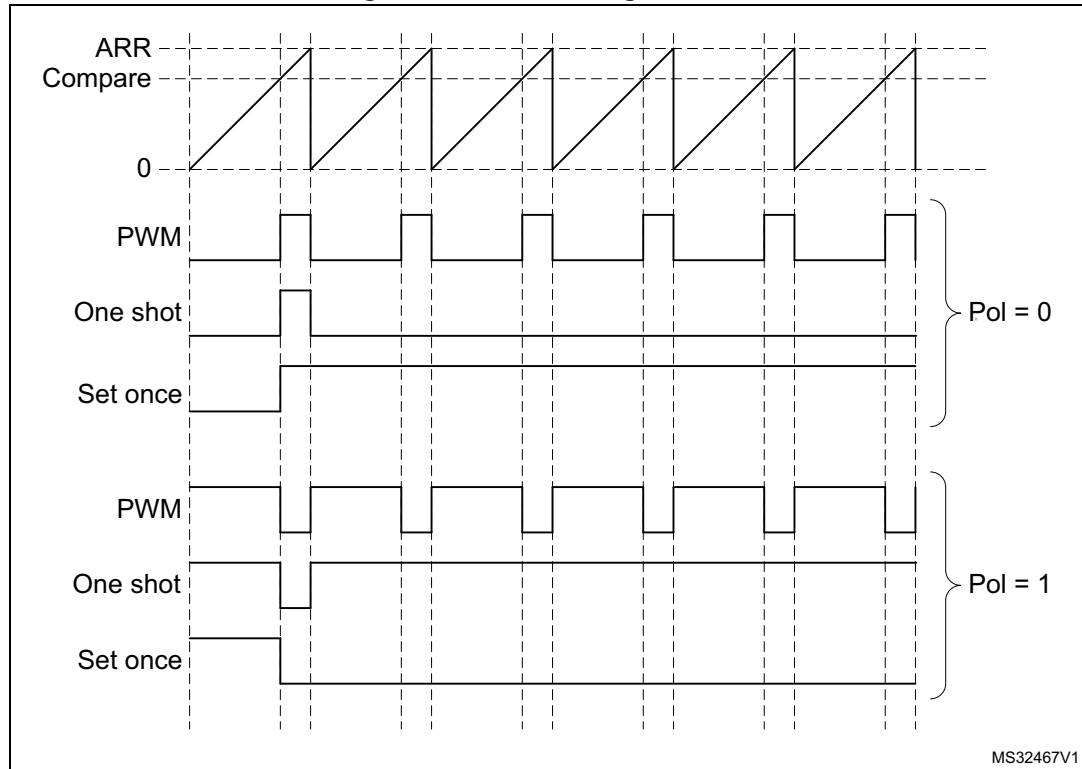 ARR
Compare
0
PWM
One shot
Set once
Pol = 0
PWM
One shot
Set once
Pol = 1
MS32467V1